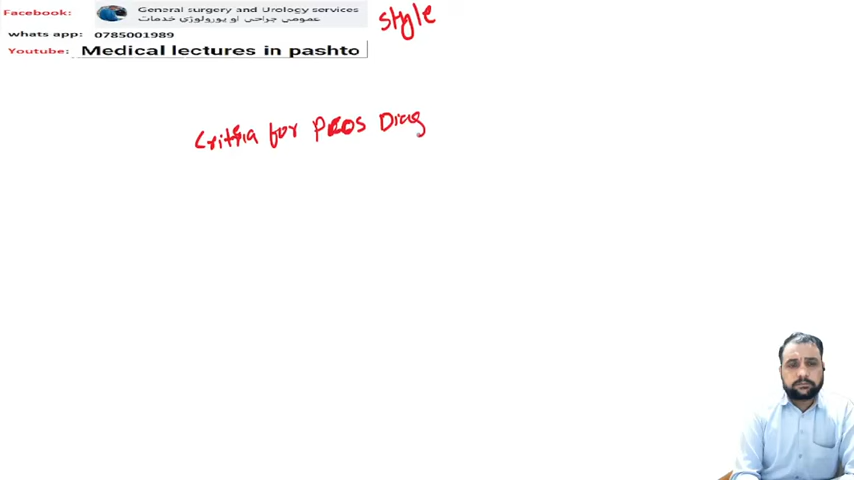 Facebook: General surgery and Urology services
عمومي جراحي او یورولوژي خدمات
whats app: 0785001989
Youtube: Medical lectures in pashto
style
Critria for PCOS Diag